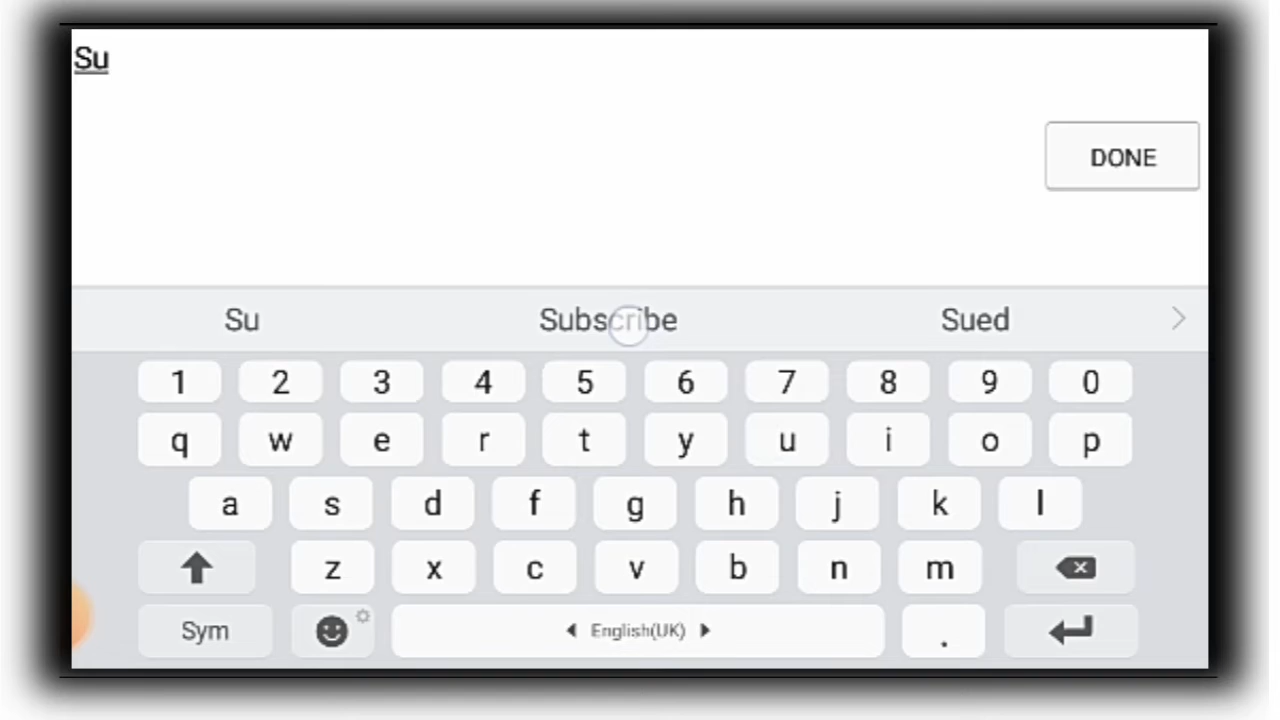 Su
DONE
Su Subscribe Sued
1 2 3 4 5 6 7 8 9 0
q w e r t y u i o p
a s d f g h j k l
z x c v b n m
Sym English(UK) .